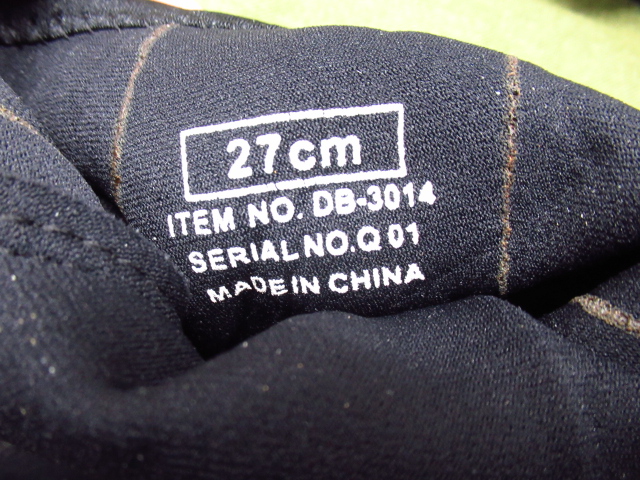 27cm
ITEM NO. DB-3014
SERIAL NO.Q 01
MADE IN CHINA